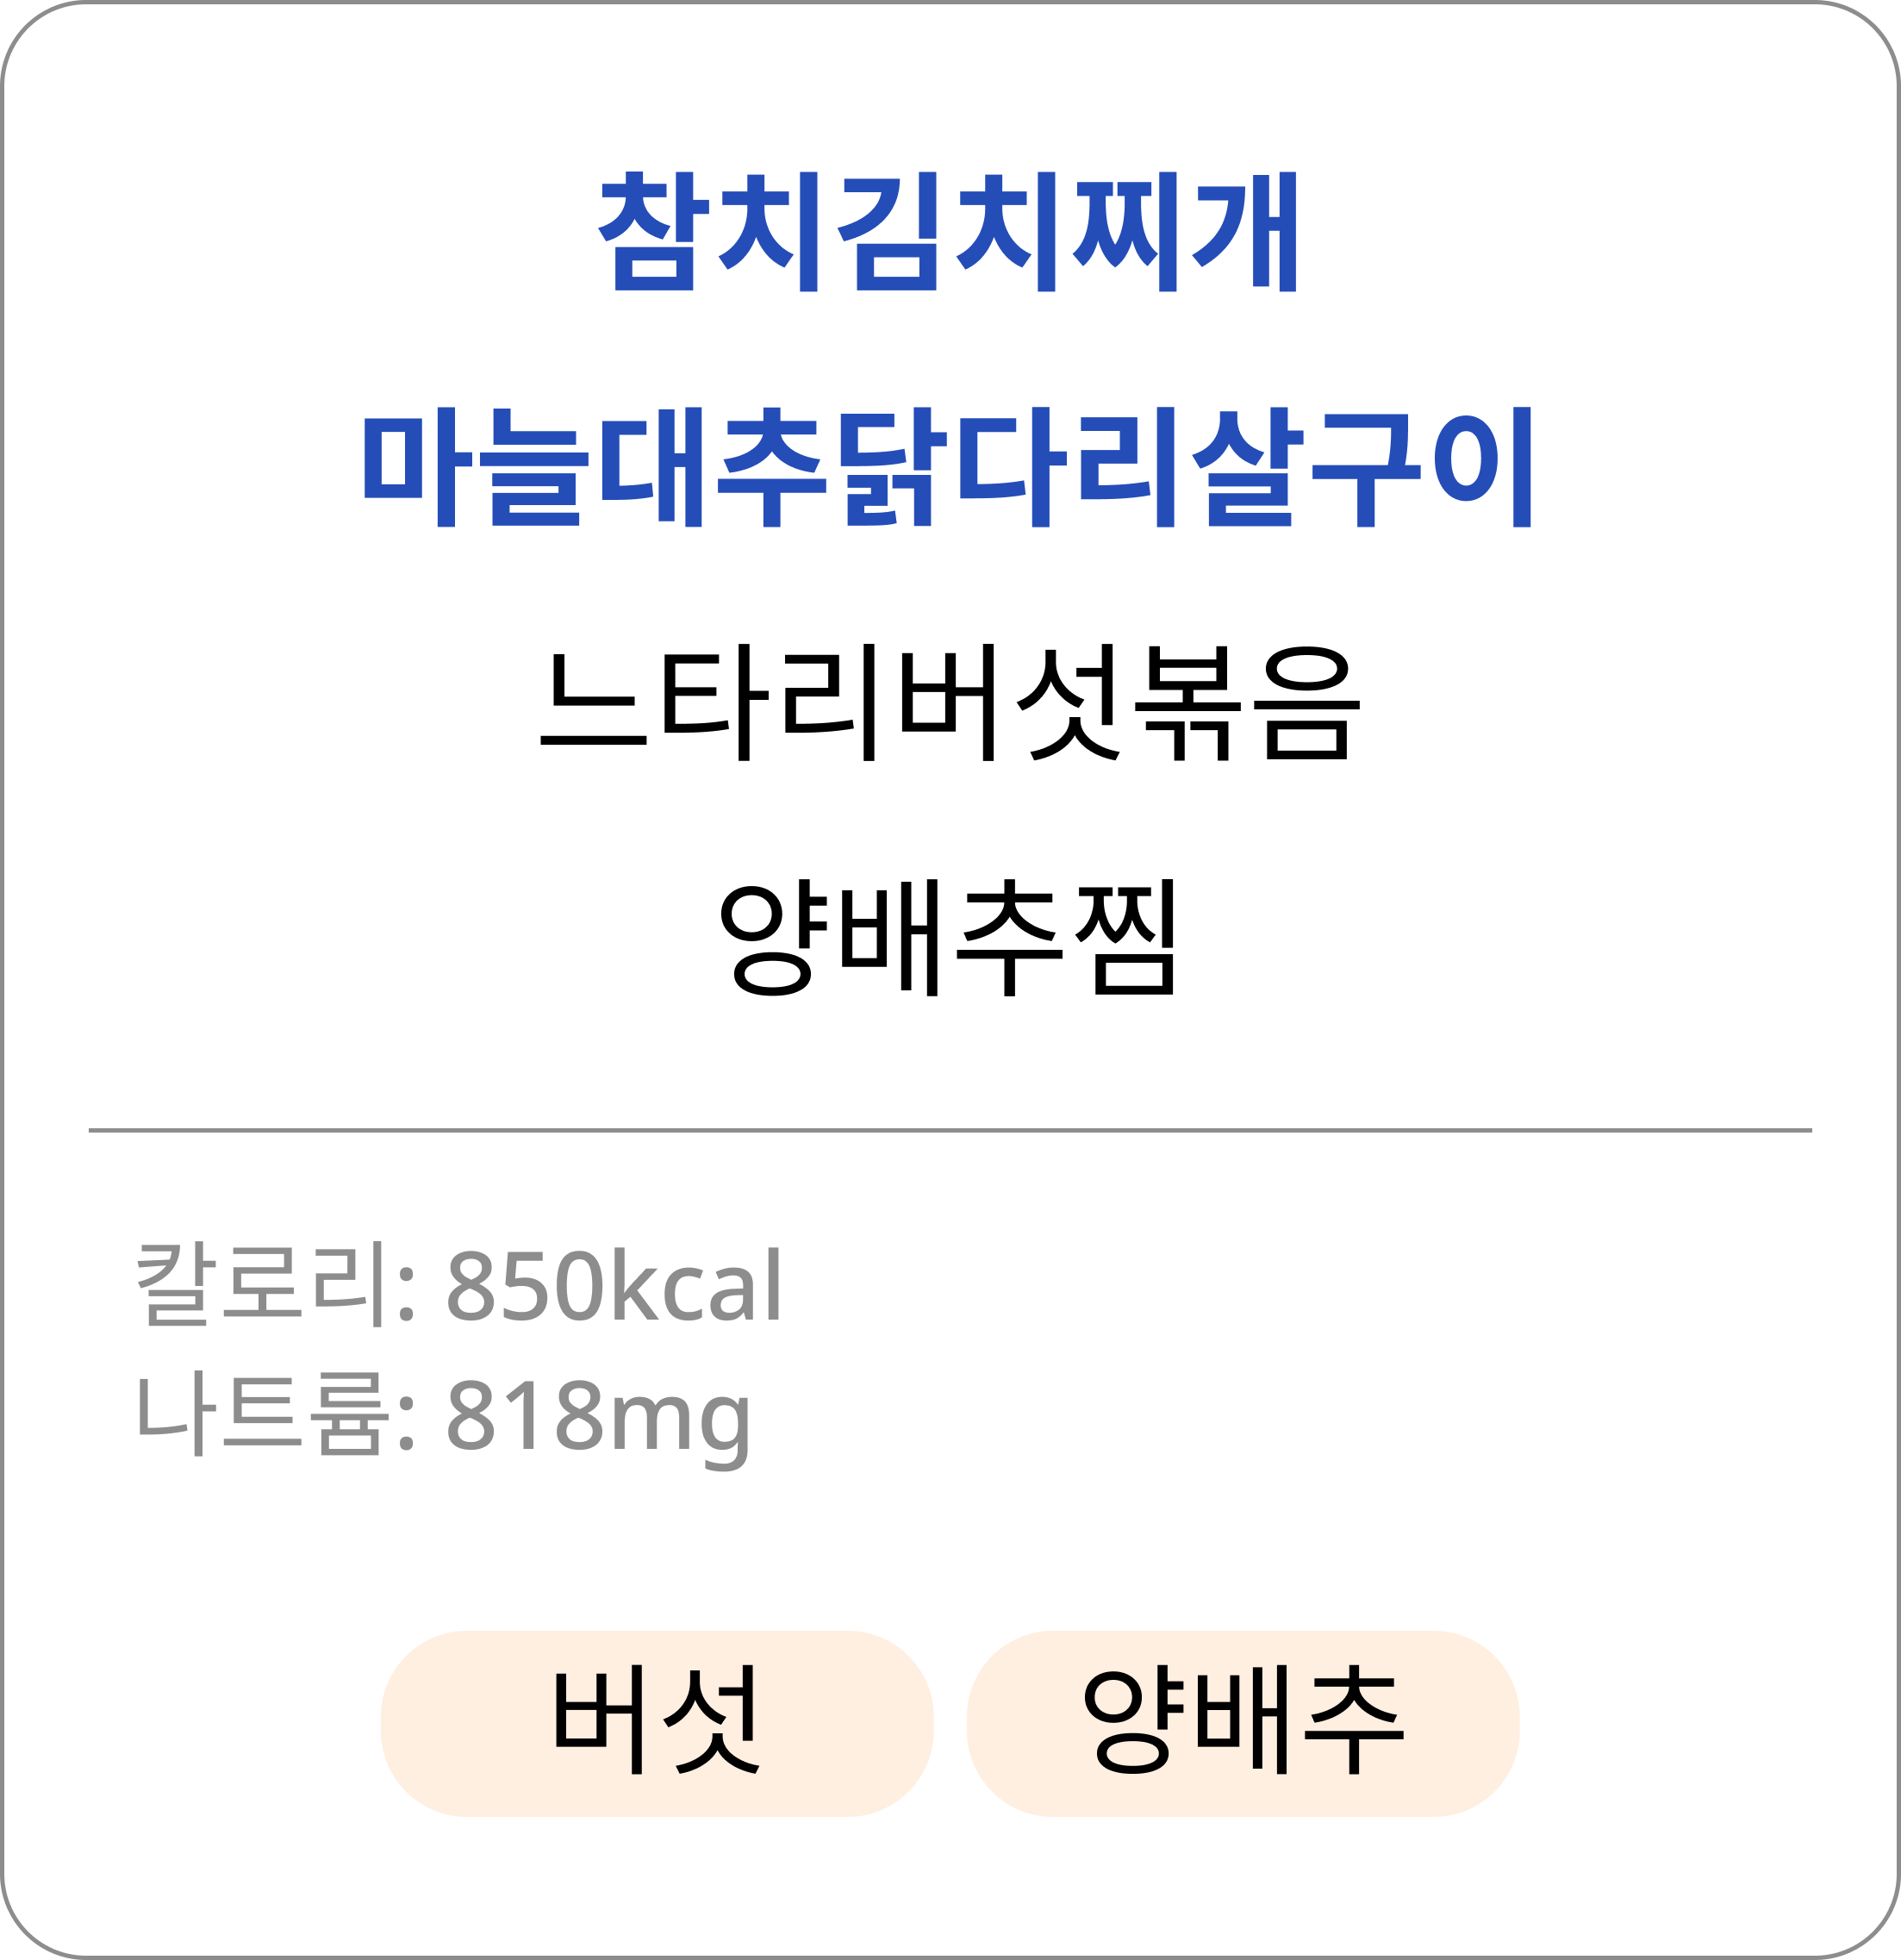 참치김치찌개
마늘대추닭다리살구이
느타리버섯볶음
양배추찜
칼로리: 850kcal
나트륨: 818mg
버섯 양배추